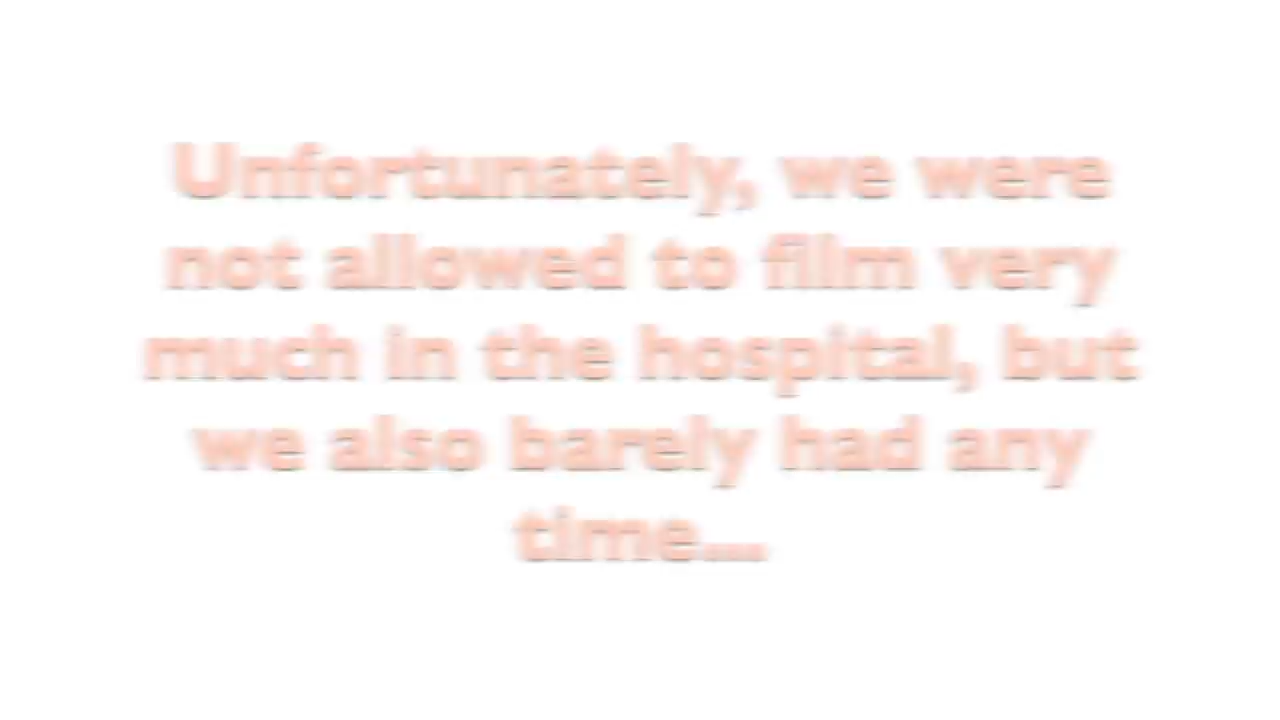 Unfortunately, we were
not allowed to film very
much in the hospital, but
we also barely had any
time...